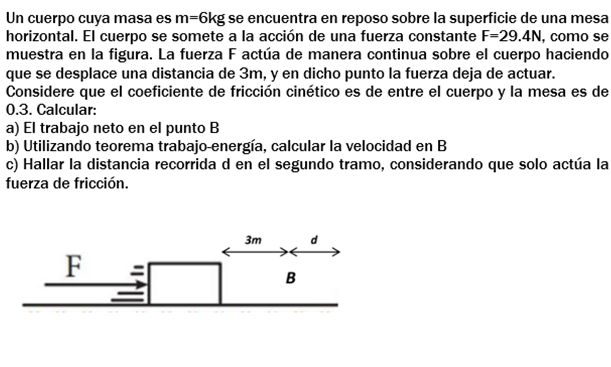 Un cuerpo cuya masa es m=6kg se encuentra en reposo sobre la superficie de una mesa
horizontal. El cuerpo se somete a la acción de una fuerza constante F=29.4N, como se
muestra en la figura. La fuerza F actúa de manera continua sobre el cuerpo haciendo
que se desplace una distancia de 3m, y en dicho punto la fuerza deja de actuar.
Considere que el coeficiente de fricción cinético es de entre el cuerpo y la mesa es de
0.3. Calcular:
a) El trabajo neto en el punto B
b) Utilizando teorema trabajo-energía, calcular la velocidad en B
c) Hallar la distancia recorrida d en el segundo tramo, considerando que solo actúa la
fuerza de fricción.
3m d
F
B